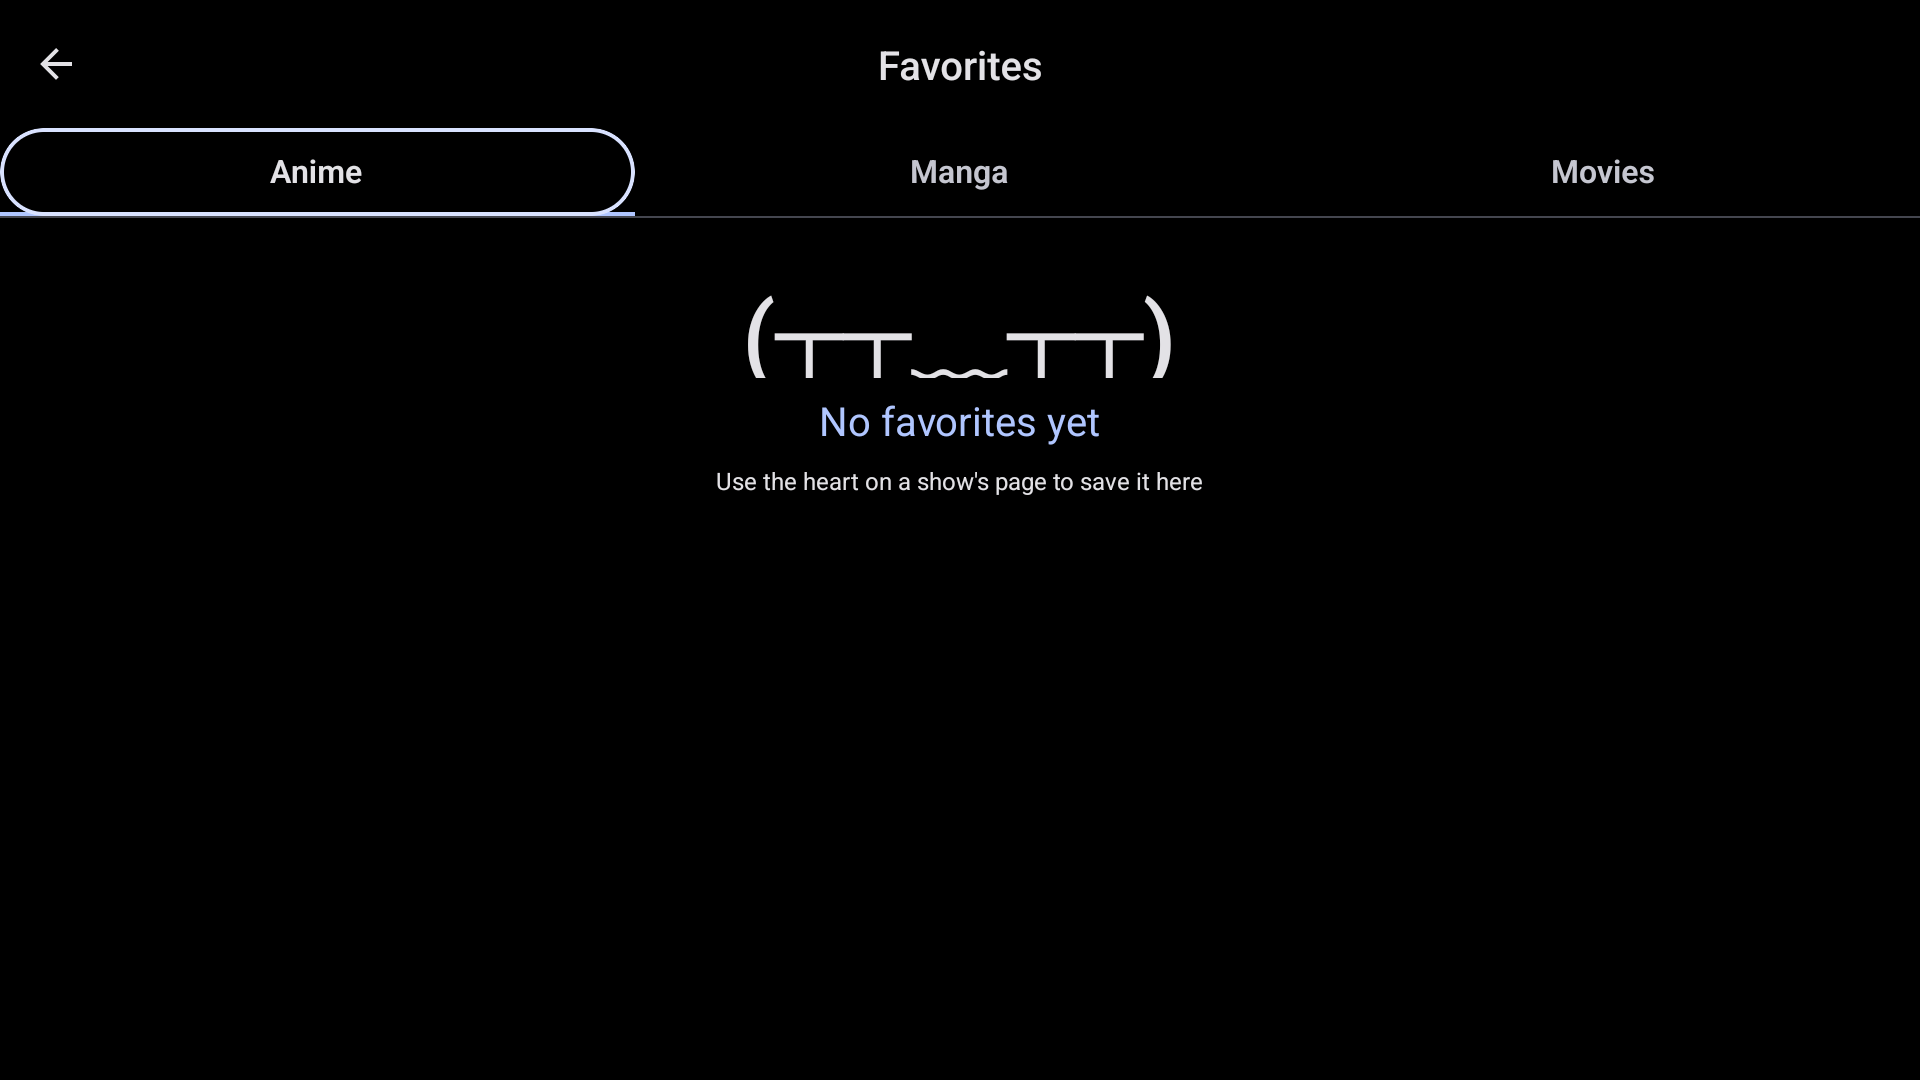 Favorites
Anime
Manga
Movies
(┬┬﹏┬┬)
No favorites yet
Use the heart on a show's page to save it here